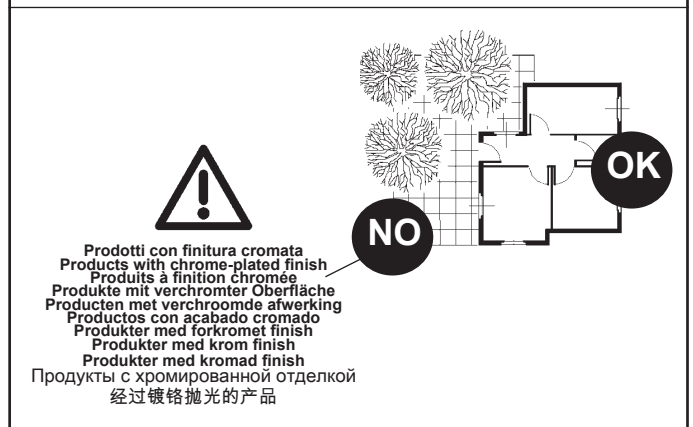 OK
NO
Prodotti con finitura cromata
Products with chrome-plated finish
Produits à finition chromée
Produkte mit verchromter Oberfläche
Producten met verchroomde afwerking
Productos con acabado cromado
Produkter med forkromet finish
Produkter med krom finish
Produkter med kromad finish
Продукты с хромированной отделкой
经过镀铬抛光的产品